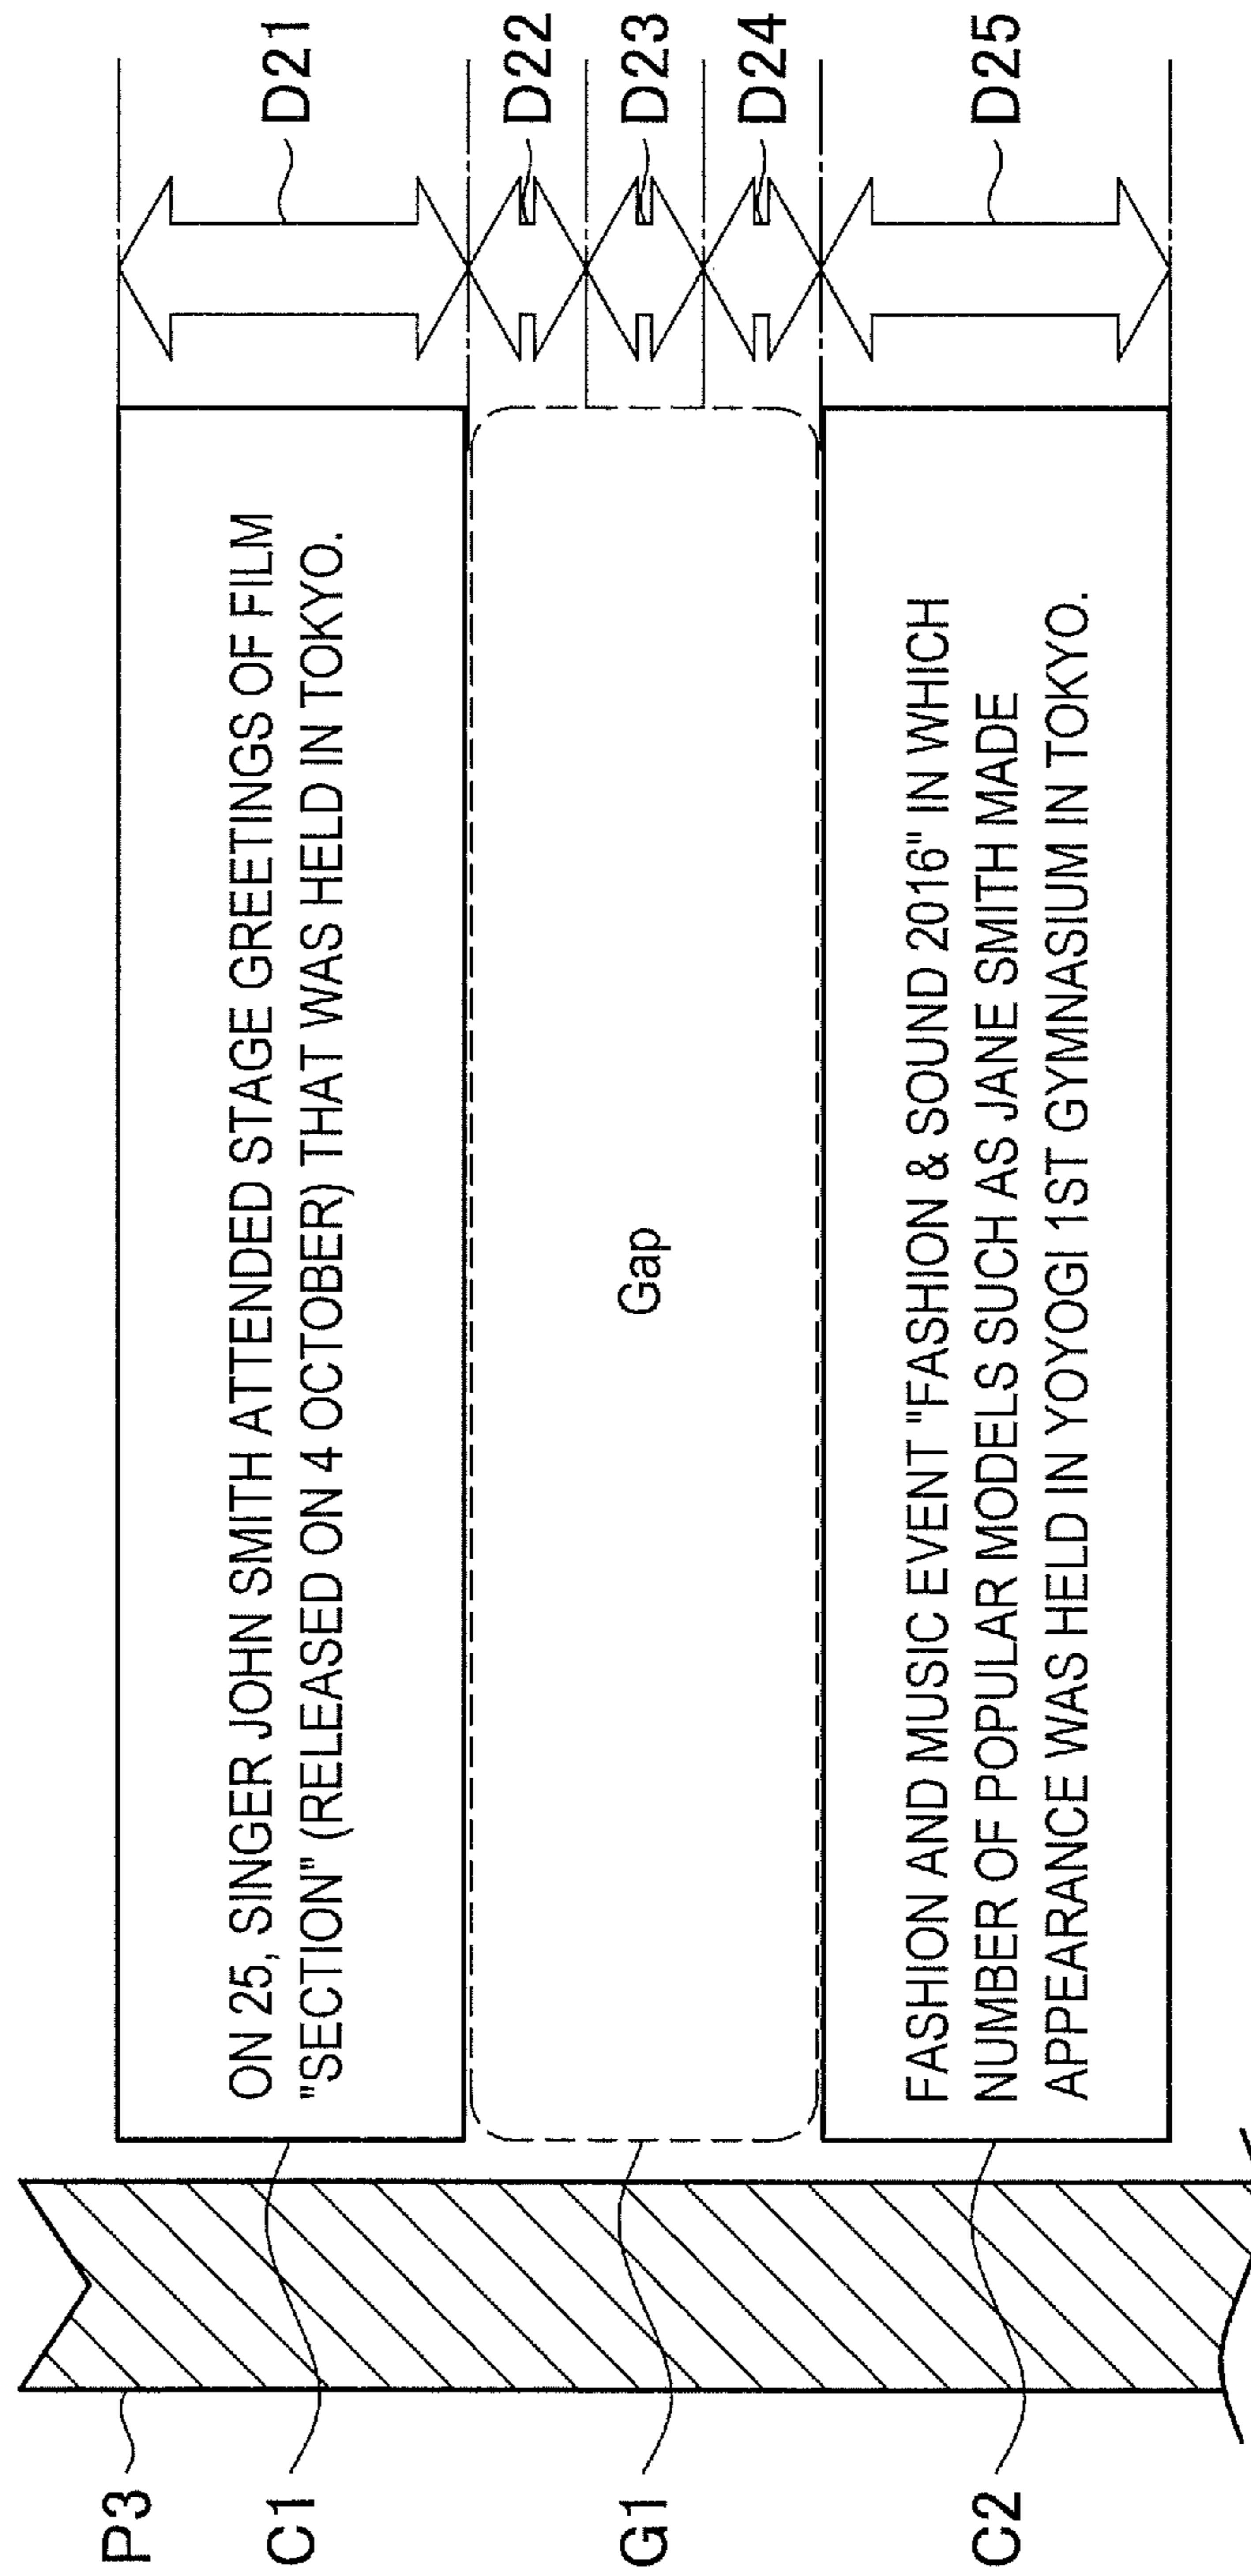 P3
C1
ON 25, SINGER JOHN SMITH ATTENDED STAGE GREETINGS OF FILM
"SECTION" (RELEASED ON 4 OCTOBER) THAT WAS HELD IN TOKYO.
D21
G1
Gap
D22
D23
D24
C2
FASHION AND MUSIC EVENT "FASHION & SOUND 2016" IN WHICH
NUMBER OF POPULAR MODELS SUCH AS JANE SMITH MADE
APPEARANCE WAS HELD IN YOYOGI 1ST GYMNASIUM IN TOKYO.
D25